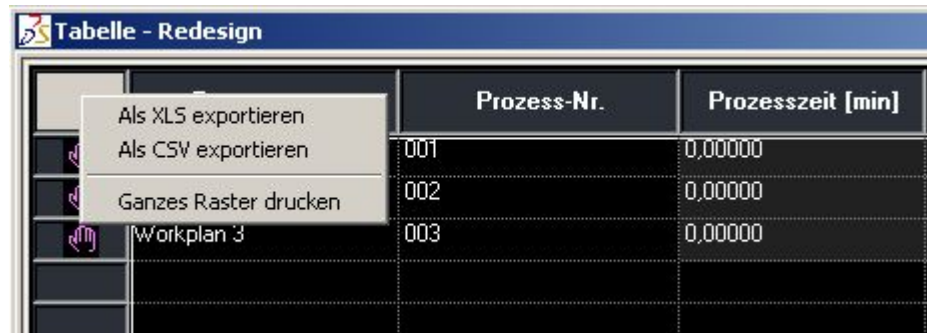 Tabelle - Redesign
Prozess-Nr. Prozesszeit [min]
Als XLS exportieren
Als CSV exportieren
Ganzes Raster drucken
001 0,00000
002 0,00000
Workplan 3 003 0,00000